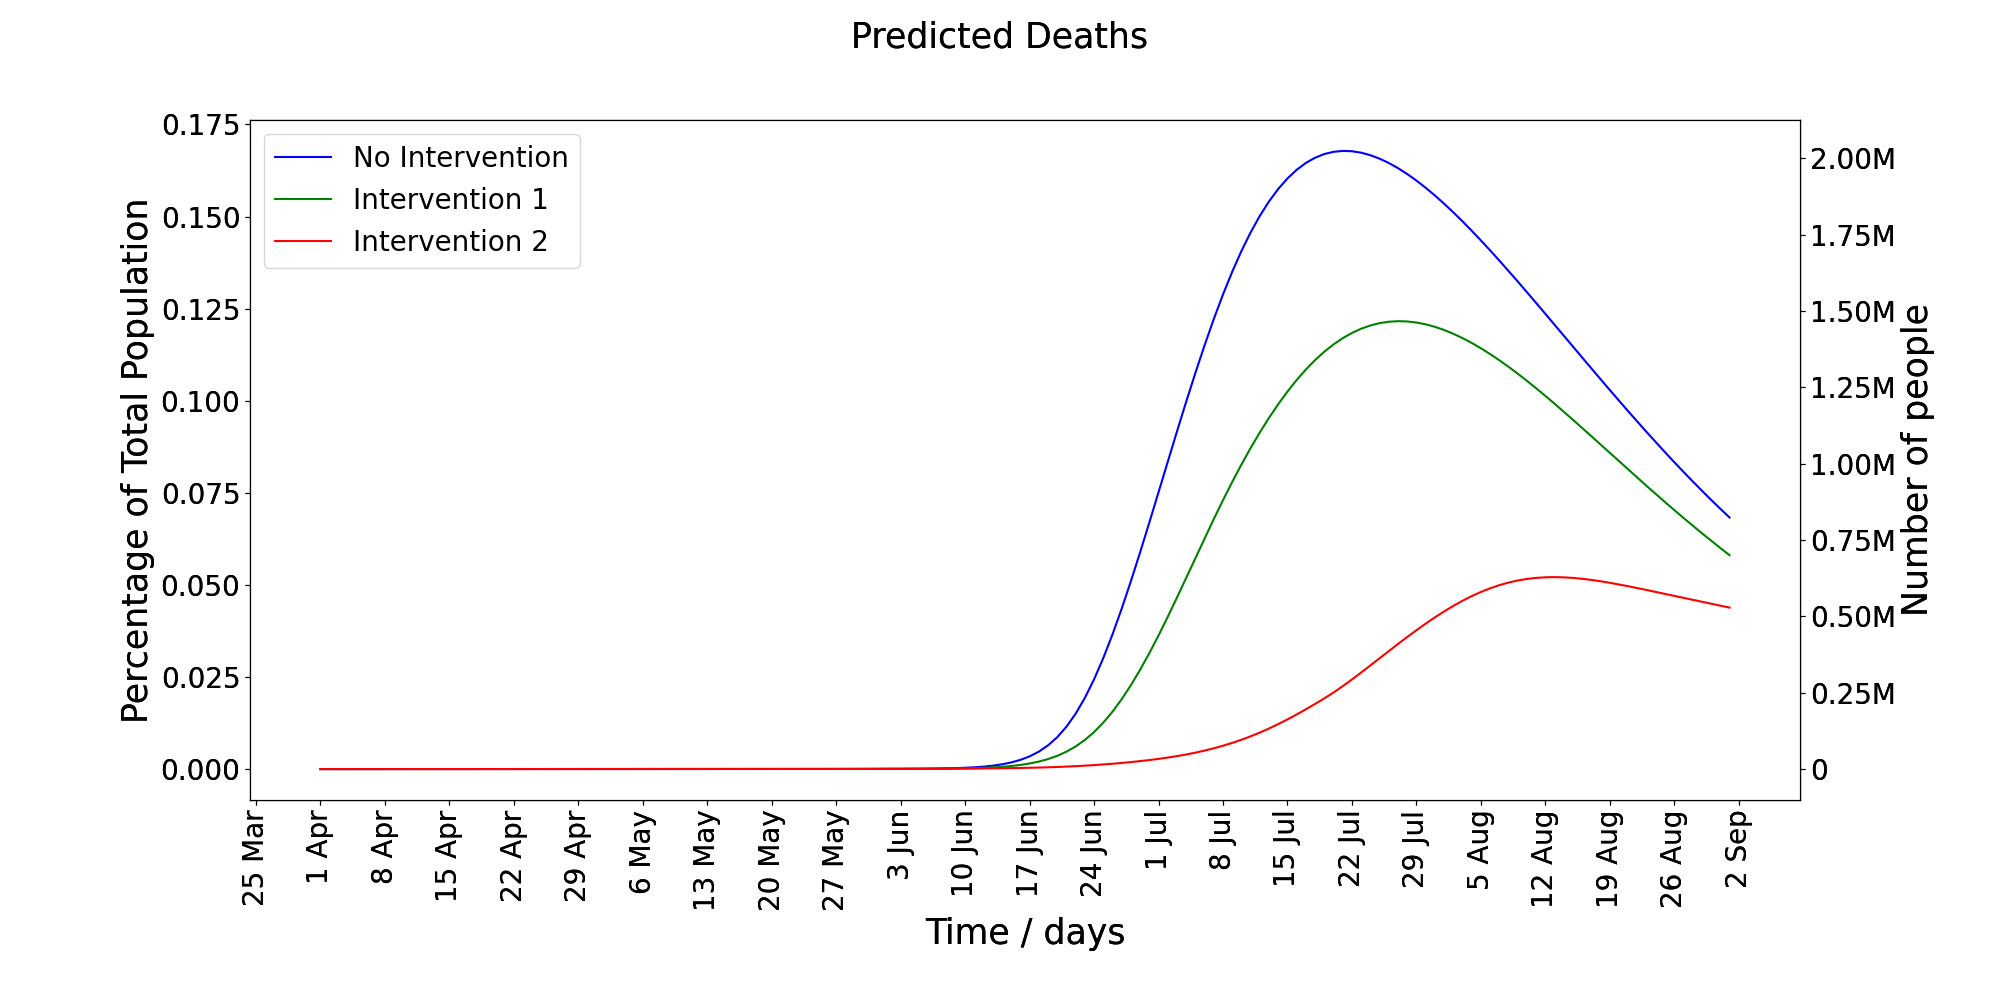 Predicted Deaths
No Intervention
Intervention 1
Intervention 2
Percentage of Total Population
0.175
0.150
0.125
0.100
0.075
0.050
0.025
0.000
2.00M
1.75M
1.50M
1.25M
1.00M
0.75M
0.50M
0.25M
0
Number of people
25 Mar
1 Apr
8 Apr
15 Apr
22 Apr
29 Apr
6 May
13 May
20 May
27 May
3 Jun
10 Jun
17 Jun
24 Jun
1 Jul
8 Jul
15 Jul
22 Jul
29 Jul
5 Aug
12 Aug
19 Aug
26 Aug
2 Sep
Time / days